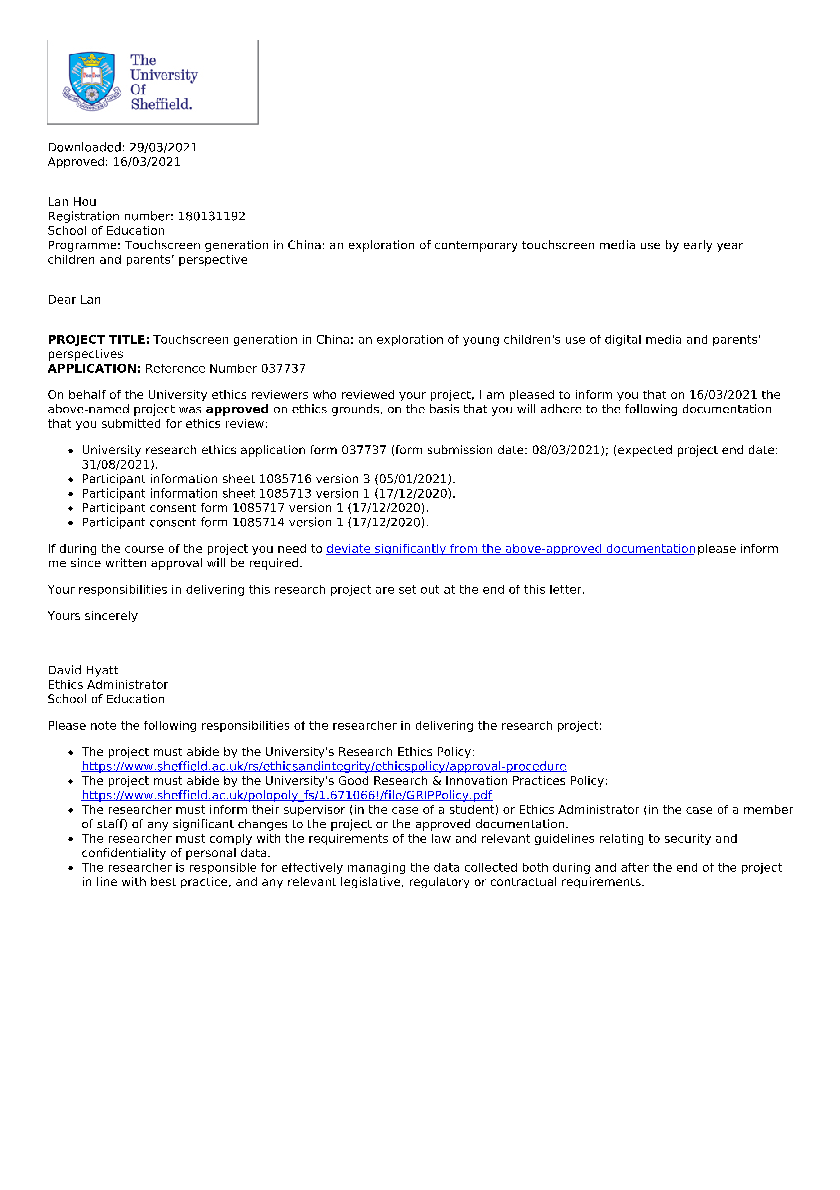 The
University
Of
Sheffield.
Downloaded: 29/03/2021
Approved: 16/03/2021
Lan Hou
Registration number: 180131192
School of Education
Programme: Touchscreen generation in China: an exploration of contemporary touchscreen media use by early year
children and parents’ perspective
Dear Lan
PROJECT TITLE: Touchscreen generation in China: an exploration of young children's use of digital media and parents'
perspectives
APPLICATION: Reference Number 037737
On behalf of the University ethics reviewers who reviewed your project, I am pleased to inform you that on 16/03/2021 the
above-named project was approved on ethics grounds, on the basis that you will adhere to the following documentation
that you submitted for ethics review:
• University research ethics application form 037737 (form submission date: 08/03/2021); (expected project end date:
31/08/2021).
• Participant information sheet 1085716 version 3 (05/01/2021).
• Participant information sheet 1085713 version 1 (17/12/2020).
• Participant consent form 1085717 version 1 (17/12/2020).
• Participant consent form 1085714 version 1 (17/12/2020).
If during the course of the project you need to deviate significantly from the above-approved documentation please inform
me since written approval will be required.
Your responsibilities in delivering this research project are set out at the end of this letter.
Yours sincerely
David Hyatt
Ethics Administrator
School of Education
Please note the following responsibilities of the researcher in delivering the research project:
• The project must abide by the University's Research Ethics Policy:
https://www.sheffield.ac.uk/rs/ethicsandintegrity/ethicspolicy/approval-procedure
• The project must abide by the University's Good Research & Innovation Practices Policy:
https://www.sheffield.ac.uk/polopoly_fs/1.671066!/file/GRIPPolicy.pdf
• The researcher must inform their supervisor (in the case of a student) or Ethics Administrator (in the case of a member
of staff) of any significant changes to the project or the approved documentation.
• The researcher must comply with the requirements of the law and relevant guidelines relating to security and
confidentiality of personal data.
• The researcher is responsible for effectively managing the data collected both during and after the end of the project
in line with best practice, and any relevant legislative, regulatory or contractual requirements.